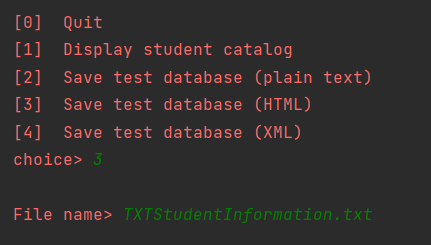 [0]  Quit
[1]  Display student catalog
[2]  Save test database (plain text)
[3]  Save test database (HTML)
[4]  Save test database (XML)
choice> 3
File name> TXTStudentInformation.txt